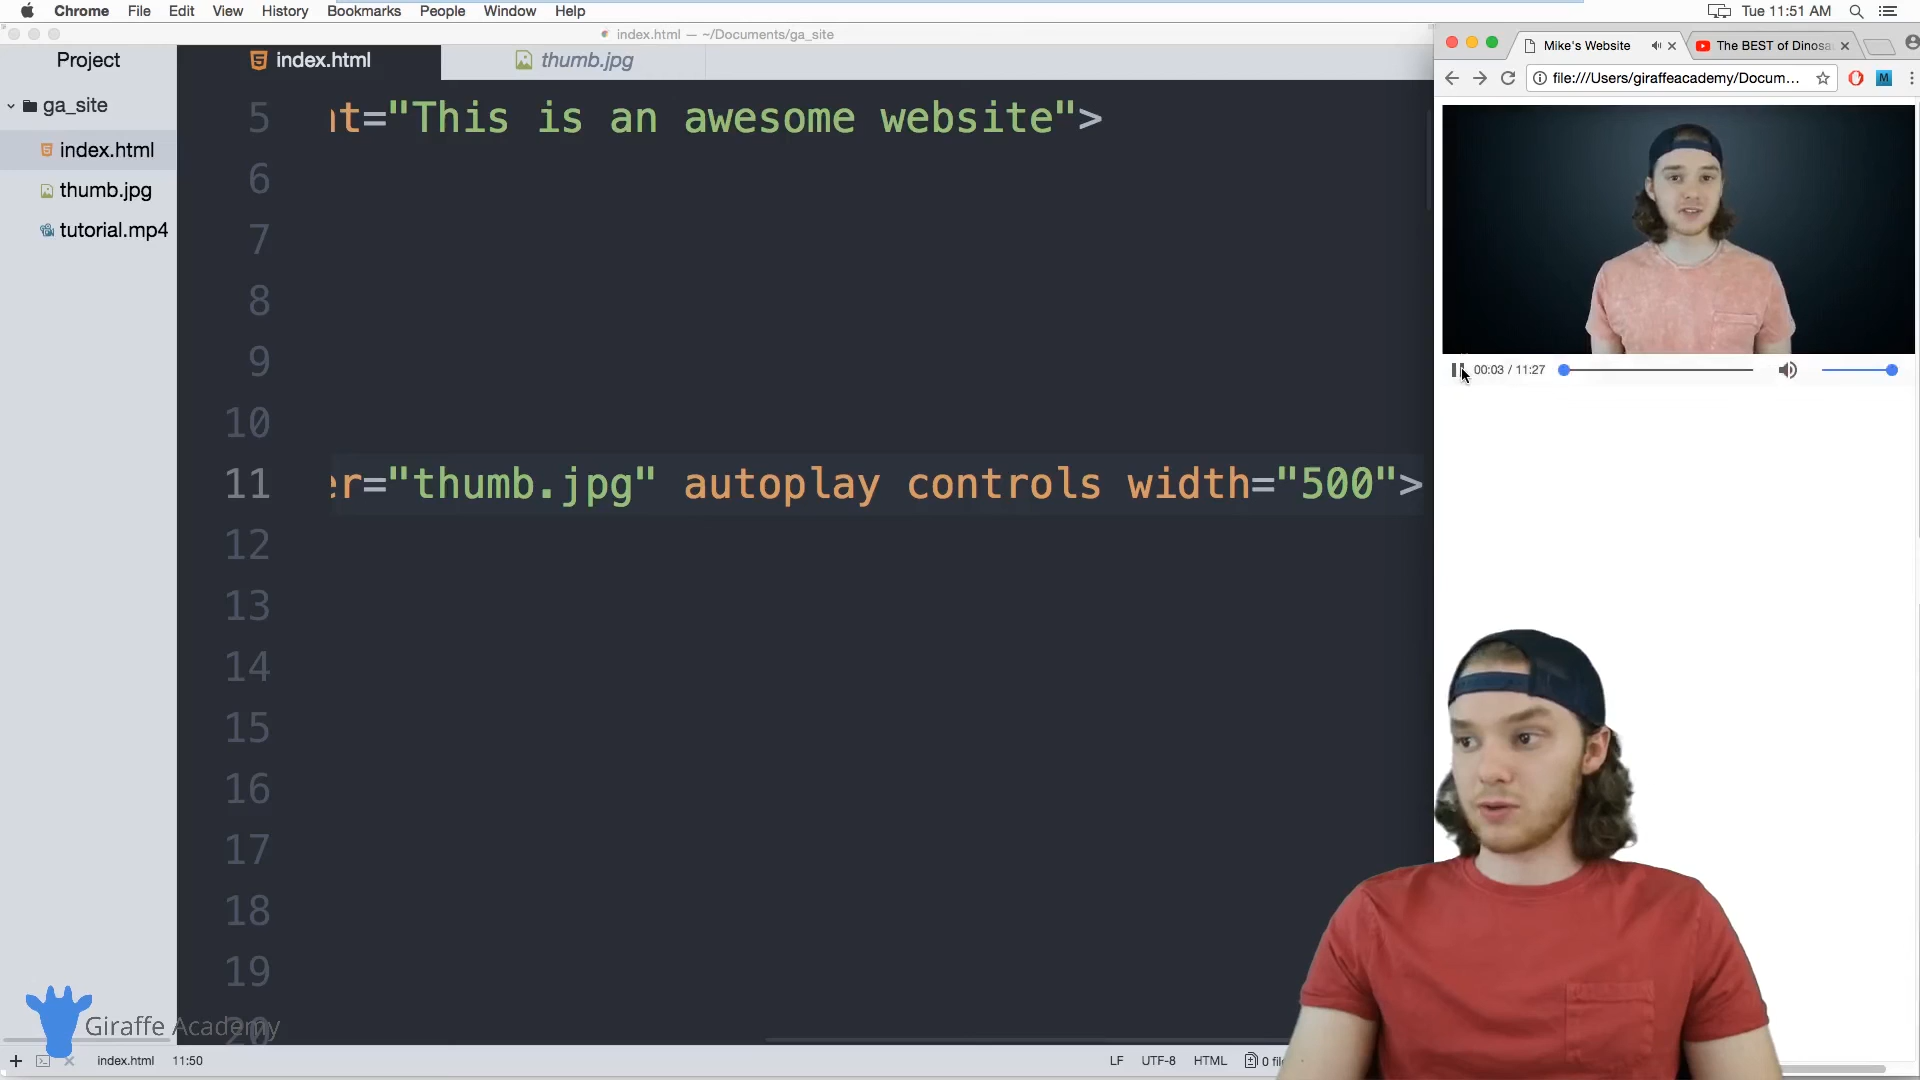 Chrome File Edit View History Bookmarks People Window Help
Tue 11:51 AM
index.html — ~/Documents/ga_site
Project
ga_site
index.html
thumb.jpg
tutorial.mp4
index.html
thumb.jpg
5 t="This is an awesome website">
6
7
8
9
10
11 r="thumb.jpg" autoplay controls width="500">
12
13
14
15
16
17
18
19
20
Mike's Website
The BEST of Dinosa
file:///Users/giraffeacademy/Docum...
M
00:03 / 11:27
Giraffe Academy
index.html 11:50
LF UTF-8 HTML 0 file